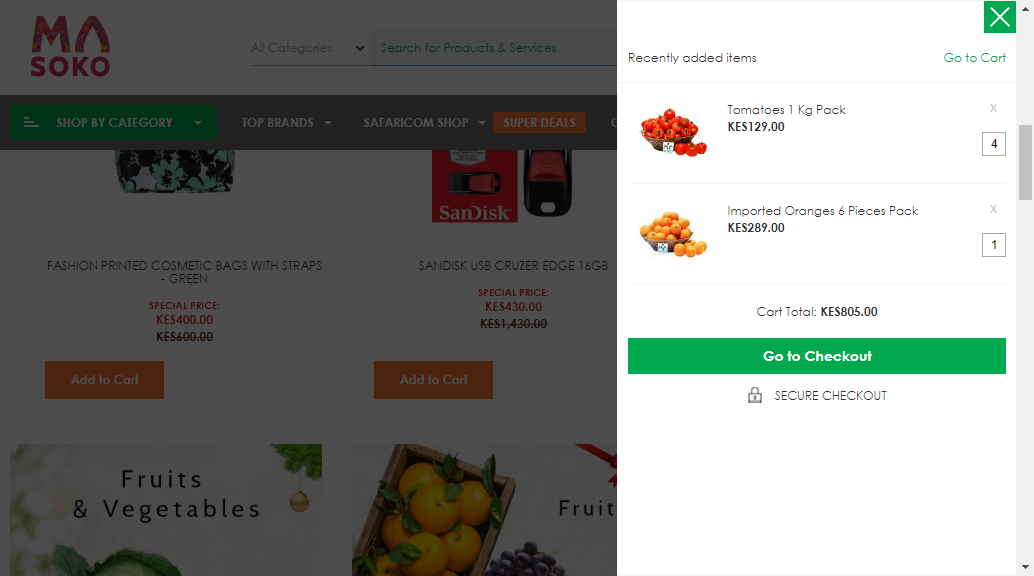 MA
SOKO
All Categories
Search for Products & Services
SHOP BY CATEGORY
TOP BRANDS
SAFARICOM SHOP
SUPER DEALS
SanDisk
FASHION PRINTED COSMETIC BAGS WITH STRAPS
- GREEN
SPECIAL PRICE:
KES400.00
KES600.00
Add to Cart
SANDISK USB CRUZER EDGE 16GB
SPECIAL PRICE:
KES430.00
KES1,430.00
Add to Cart
Fruits
& Vegetables
Fruit
Recently added items
Go to Cart
Tomatoes 1 Kg Pack
KES129.00
x
4
Imported Oranges 6 Pieces Pack
KES289.00
x
1
Cart Total: KES805.00
Go to Checkout
SECURE CHECKOUT